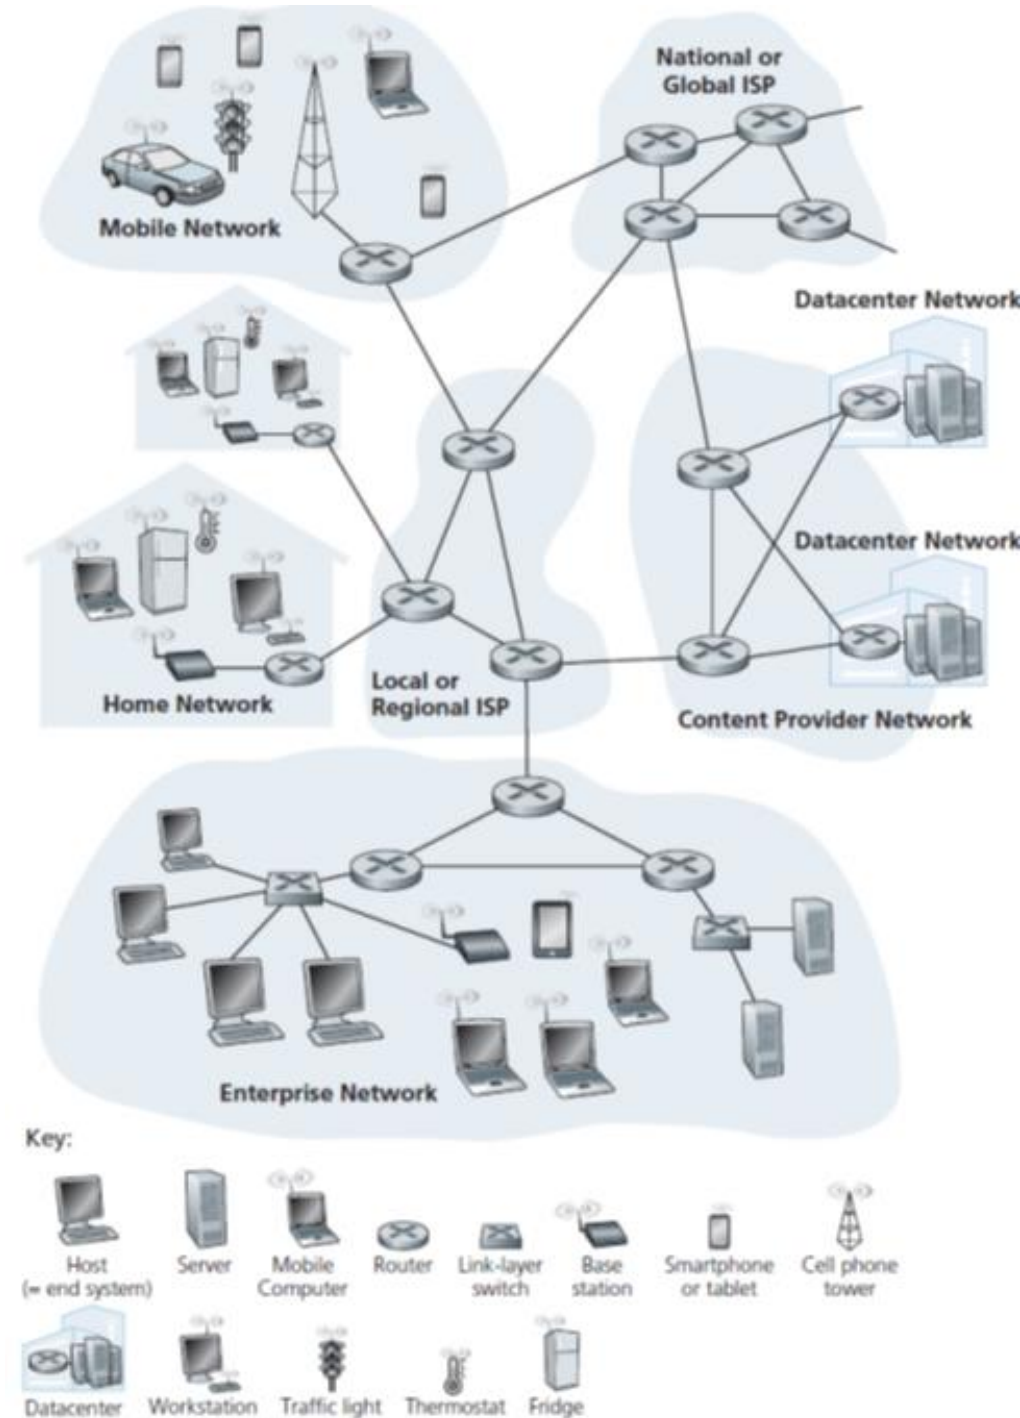 National or
Global ISP
Mobile Network
Datacenter Network
Datacenter Network
Home Network
Local or
Regional ISP
Content Provider Network
Enterprise Network
Key:
Host
(= end system)
Server
Mobile
Computer
Router
Link-layer
switch
Base
station
Smartphone
or tablet
Cell phone
tower
Datacenter
Workstation
Traffic light
Thermostat
Fridge